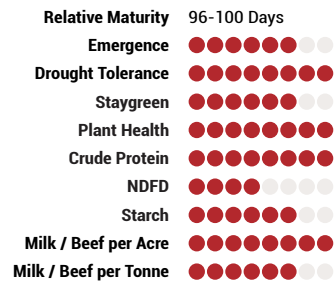 Relative Maturity 96-100 Days
Emergence
Drought Tolerance
Staygreen
Plant Health
Crude Protein
NDFD
Starch
Milk / Beef per Acre
Milk / Beef per Tonne